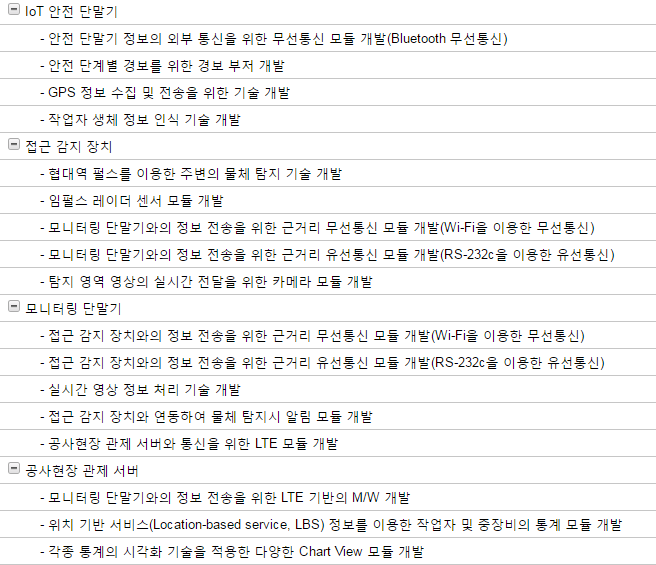 IoT 안전 단말기
- 안전 단말기 정보의 외부 통신을 위한 무선통신 모듈 개발(Bluetooth 무선통신)
- 안전 단계별 경보를 위한 경보 부저 개발
- GPS 정보 수집 및 전송을 위한 기술 개발
- 작업자 생체 정보 인식 기술 개발
접근 감지 장치
- 협대역 펄스를 이용한 주변의 물체 탐지 기술 개발
- 임펄스 레이더 센서 모듈 개발
- 모니터링 단말기와의 정보 전송을 위한 근거리 무선통신 모듈 개발(Wi-Fi을 이용한 무선통신)
- 모니터링 단말기와의 정보 전송을 위한 근거리 유선통신 모듈 개발(RS-232c을 이용한 유선통신)
- 탐지 영역 영상의 실시간 전달을 위한 카메라 모듈 개발
모니터링 단말기
- 접근 감지 장치와의 정보 전송을 위한 근거리 무선통신 모듈 개발(Wi-Fi을 이용한 무선통신)
- 접근 감지 장치와의 정보 전송을 위한 근거리 유선통신 모듈 개발(RS-232c을 이용한 유선통신)
- 실시간 영상 정보 처리 기술 개발
- 접근 감지 장치와 연동하여 물체 탐지시 알림 모듈 개발
- 공사현장 관제 서버와 통신을 위한 LTE 모듈 개발
공사현장 관제 서버
- 모니터링 단말기와의 정보 전송을 위한 LTE 기반의 M/W 개발
- 위치 기반 서비스(Location-based service, LBS) 정보를 이용한 작업자 및 중장비의 통계 모듈 개발
- 각종 통계의 시각화 기술을 적용한 다양한 Chart View 모듈 개발